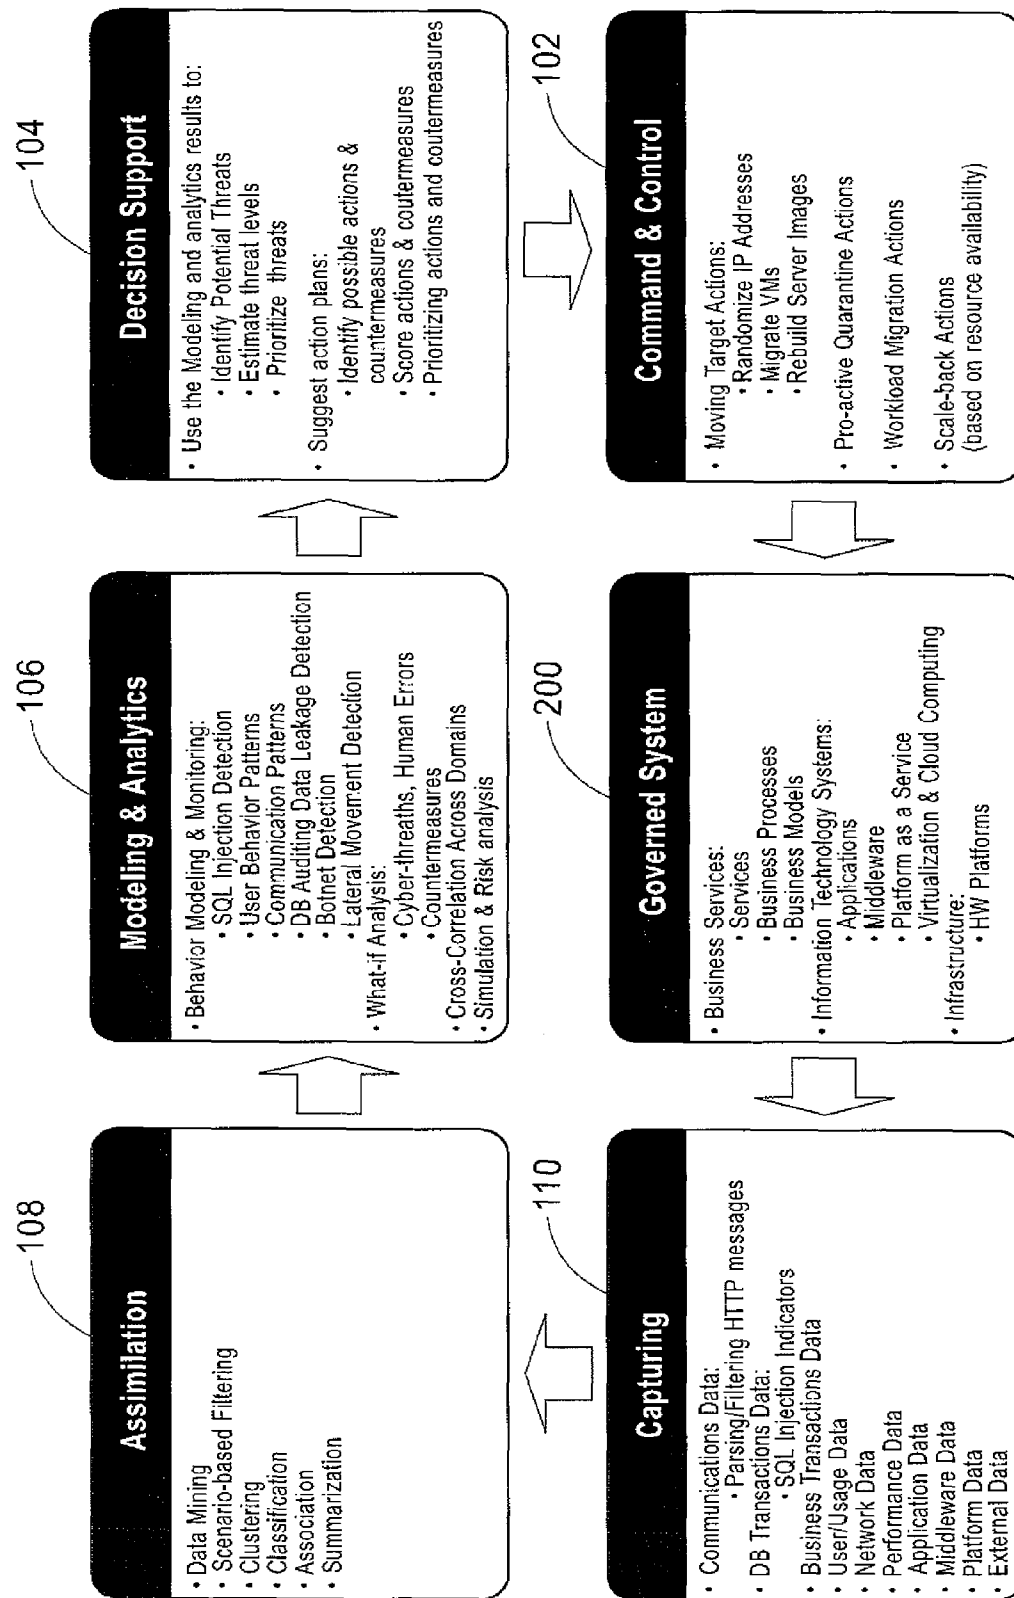 108
Assimilation
• Data Mining
• Scenario-based Filtering
• Clustering
• Classification
• Association
• Summarization
106
Modeling & Analytics
• Behavior Modeling & Monitoring:
• SQL Injection Detection
• User Behavior Patterns
• Communication Patterns
• DB Auditing Data Leakage Detection
• Botnet Detection
• Lateral Movement Detection
• What-if Analysis:
• Cyber-threaths, Human Errors
• Countermeasures
• Cross-Correlation Across Domains
• Simulation & Risk analysis
104
Decision Support
• Use the Modeling and analytics results to:
• Identify Potential Threats
• Estimate threat levels
• Prioritize threats
• Suggest action plans:
• Identify possible actions &
countermeasures
• Score actions & coutermeasures
• Prioritizing actions and coutermeasures
110
Capturing
• Communications Data:
• Parsing/Filtering HTTP messages
• DB Transactions Data:
• SQL Injection Indicators
• Business Transactions Data
• User/Usage Data
• Network Data
• Performance Data
• Application Data
• Middleware Data
• Platform Data
• External Data
200
Governed System
• Business Services:
• Services
• Business Processes
• Business Models
• Information Technology Systems:
• Applications
• Middleware
• Platform as a Service
• Virtualization & Cloud Computing
• Infrastructure:
• HW Platforms
102
Command & Control
• Moving Target Actions:
• Randomize IP Addresses
• Migrate VMs
• Rebuild Server Images
• Pro-active Quarantine Actions
• Workload Migration Actions
• Scale-back Actions
(based on resource availability)